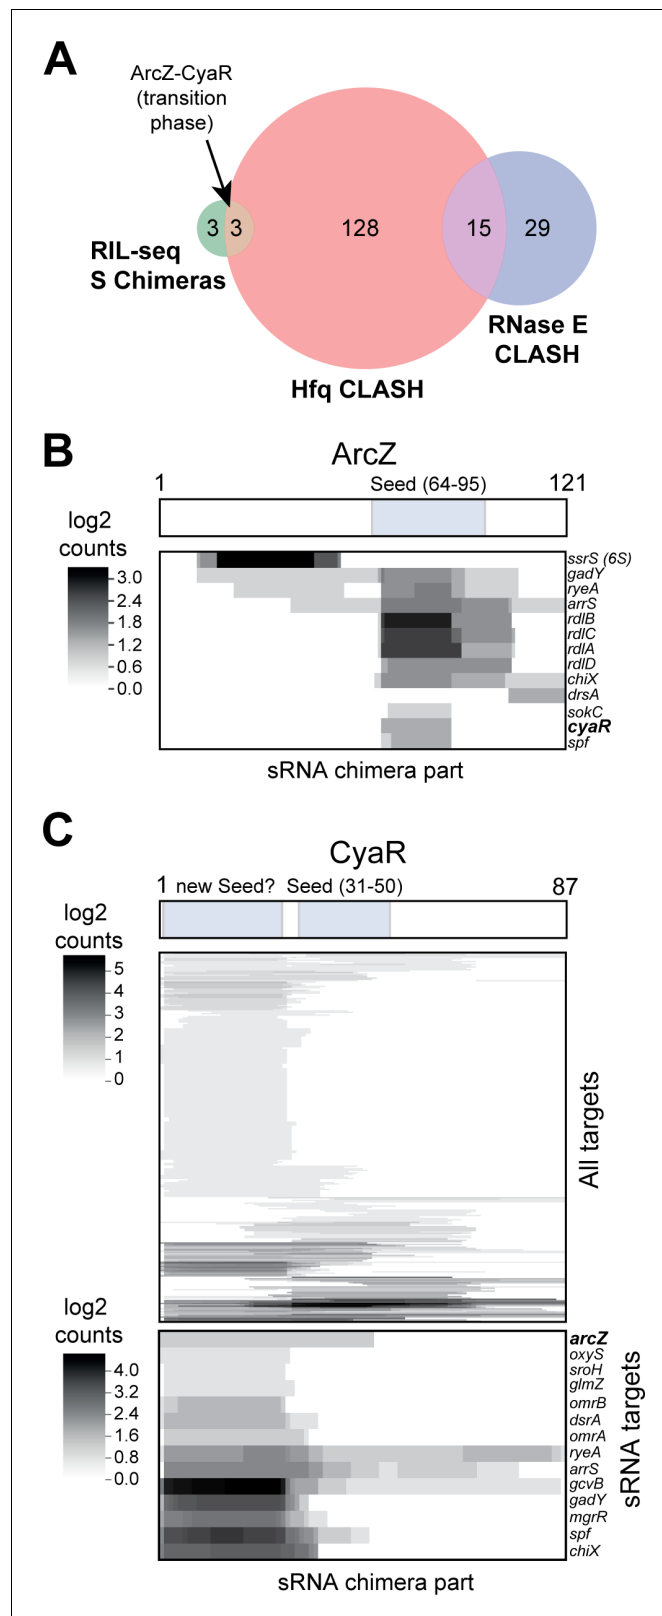 A
ArcZ-CyaR
(transition
phase)
3
3
128
15
29
RIL-seq
S Chimeras
RNase E
CLASH
Hfq CLASH
B
ArcZ
1
Seed (64-95)
121
log2
counts
3.0
2.4
1.8
1.2
0.6
0.0
ssrS (6S)
gadY
ryeA
arrS
rdlB
rdlC
rdlA
rdlD
chiX
drsA
sokC
cyaR
spf
sRNA chimera part
C
CyaR
1 new Seed? Seed (31-50) 87
log2
counts
5
4
3
2
1
0
All targets
log2
counts
4.0
3.2
2.4
1.6
0.8
0.0
arcZ
oxyS
sroH
glmZ
omrB
dsrA
omrA
ryeA
arrS
gcvB
gadY
mgrR
spf
chiX
sRNA targets
sRNA chimera part